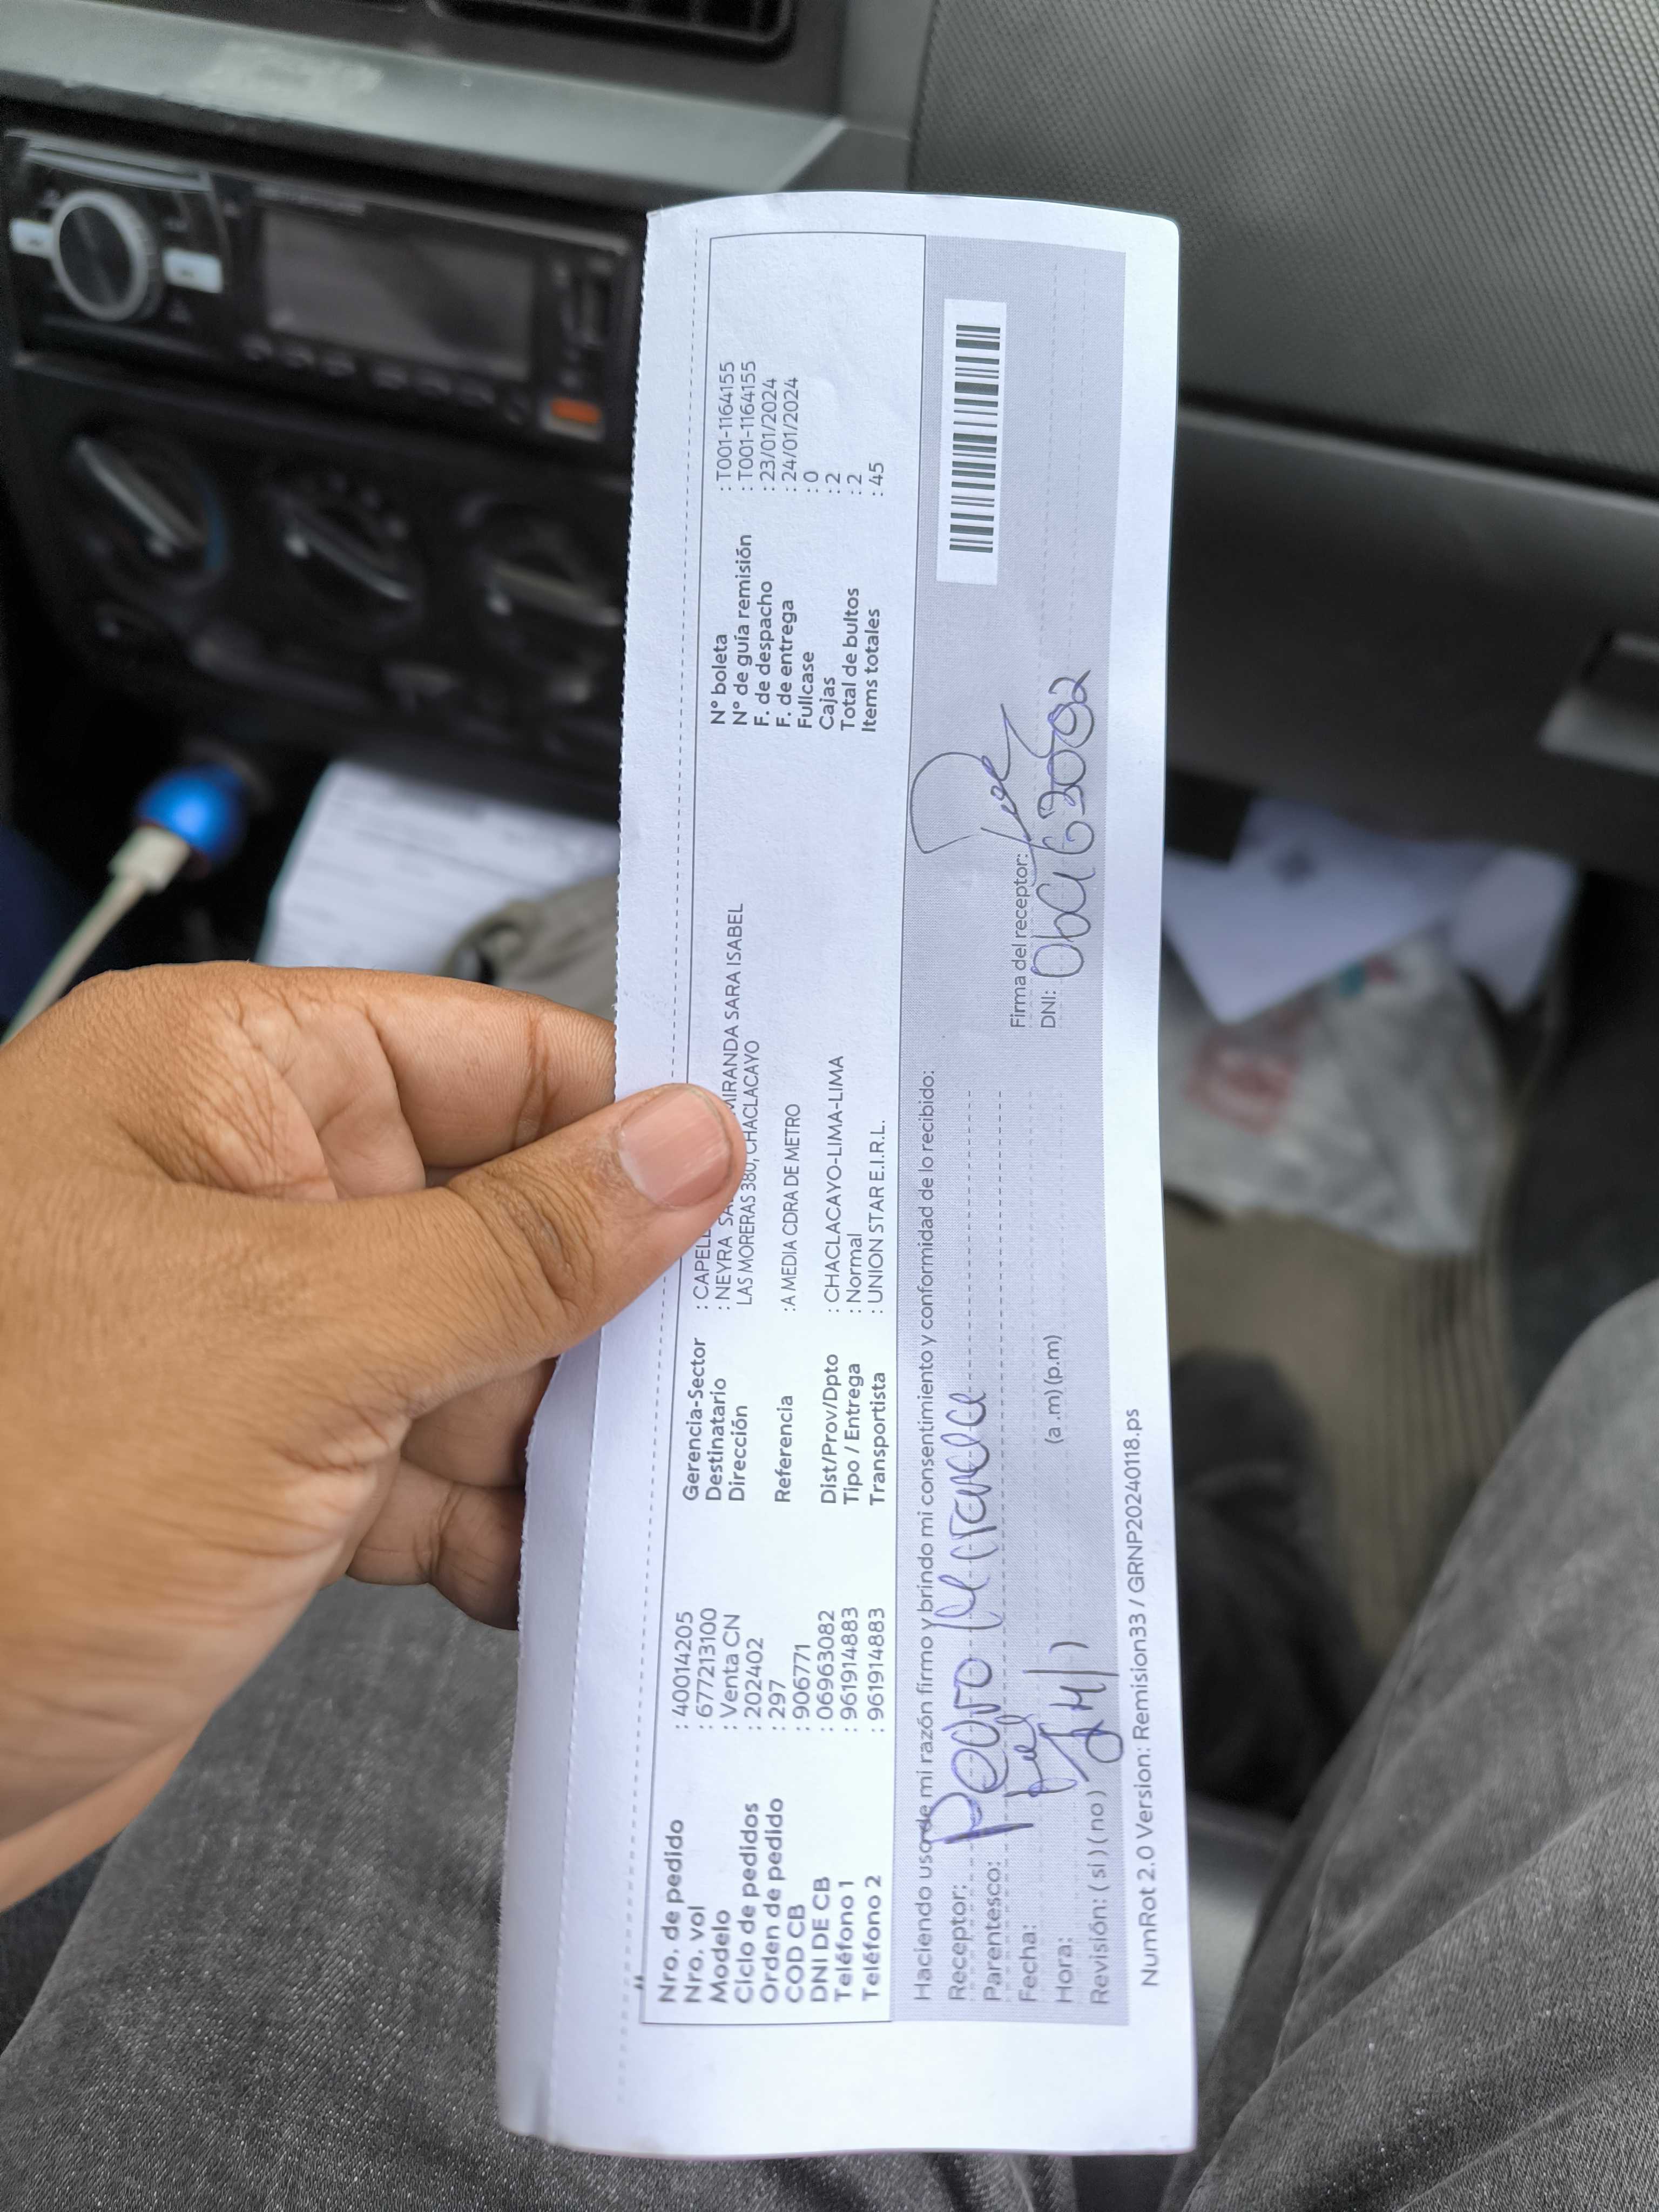 Nro. de pedido : 40014205
Nro. vol : 677213100
Modelo : Venta CN
Ciclo de pedidos : 202402
Orden de pedido : 297
COD CB : 906771
DNI DE CB : 06963082
Teléfono 1 : 961914883
Teléfono 2 : 961914883
Gerencia-Sector : CAPELL
Destinatario : NEYRA MIRANDA SARA ISABEL
Dirección LAS MORERAS 380, CHACLACAYO
Referencia : A MEDIA CDRA DE METRO
Dist/Prov/Dpto : CHACLACAYO-LIMA-LIMA
Tipo / Entrega : Normal
Transportista : UNION STAR E.I.R.L.
N° boleta : T001-1164155
N° de guía remisión : T001-1164155
F. de despacho : 23/01/2024
F. de entrega : 24/01/2024
Fullcase : 0
Cajas : 2
Total de bultos : 2
Items totales : 45
Haciendo uso de mi razón firmo y brindo mi consentimiento y conformidad de lo recibido:
Receptor: Pedro
Parentesco:
Fecha:
Hora: (a.m) (p.m)
Revisión: ( si ) ( no )
Firma del receptor:
DNI:
NumRot 2.0 Version: Remision33 / GRNP20240118.ps